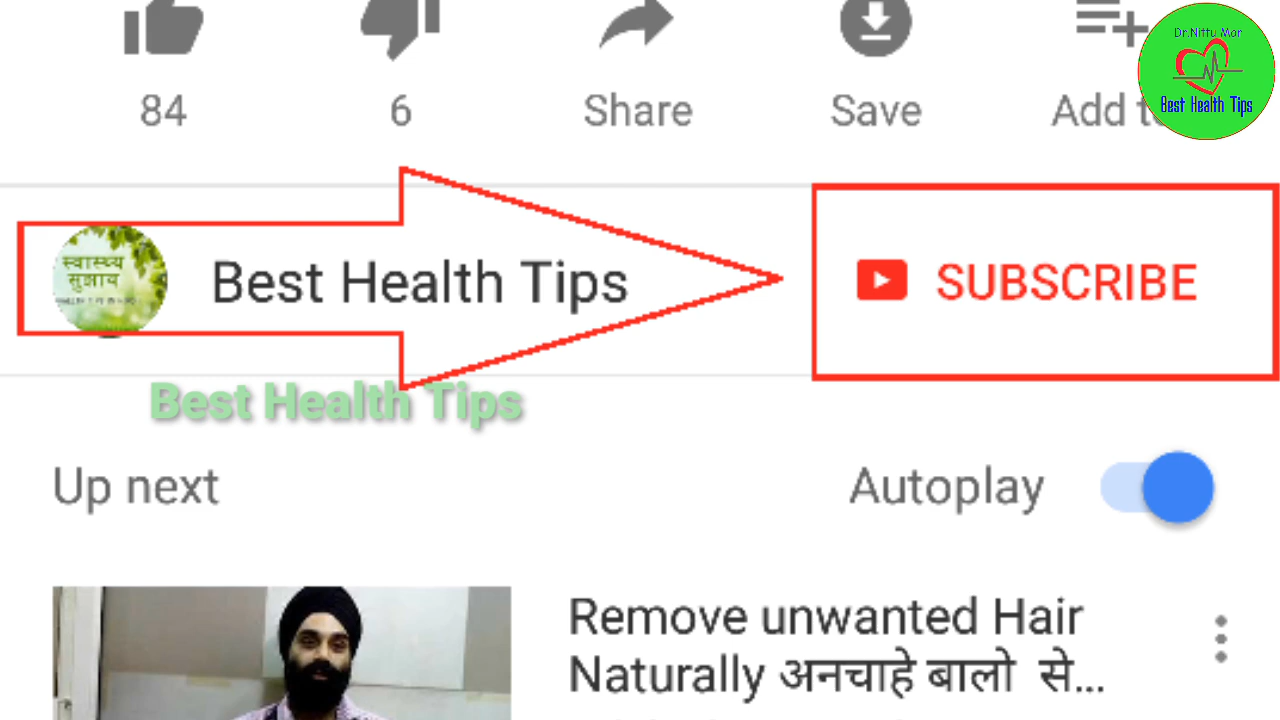 84
6
Share
Save
Add to
Dr.Nittu Mor
Best Health Tips
स्वास्थ्य
सुझाव
Best Health Tips
SUBSCRIBE
Best Health Tips
Up next
Autoplay
Remove unwanted Hair
Naturally अनचाहे बालो से...